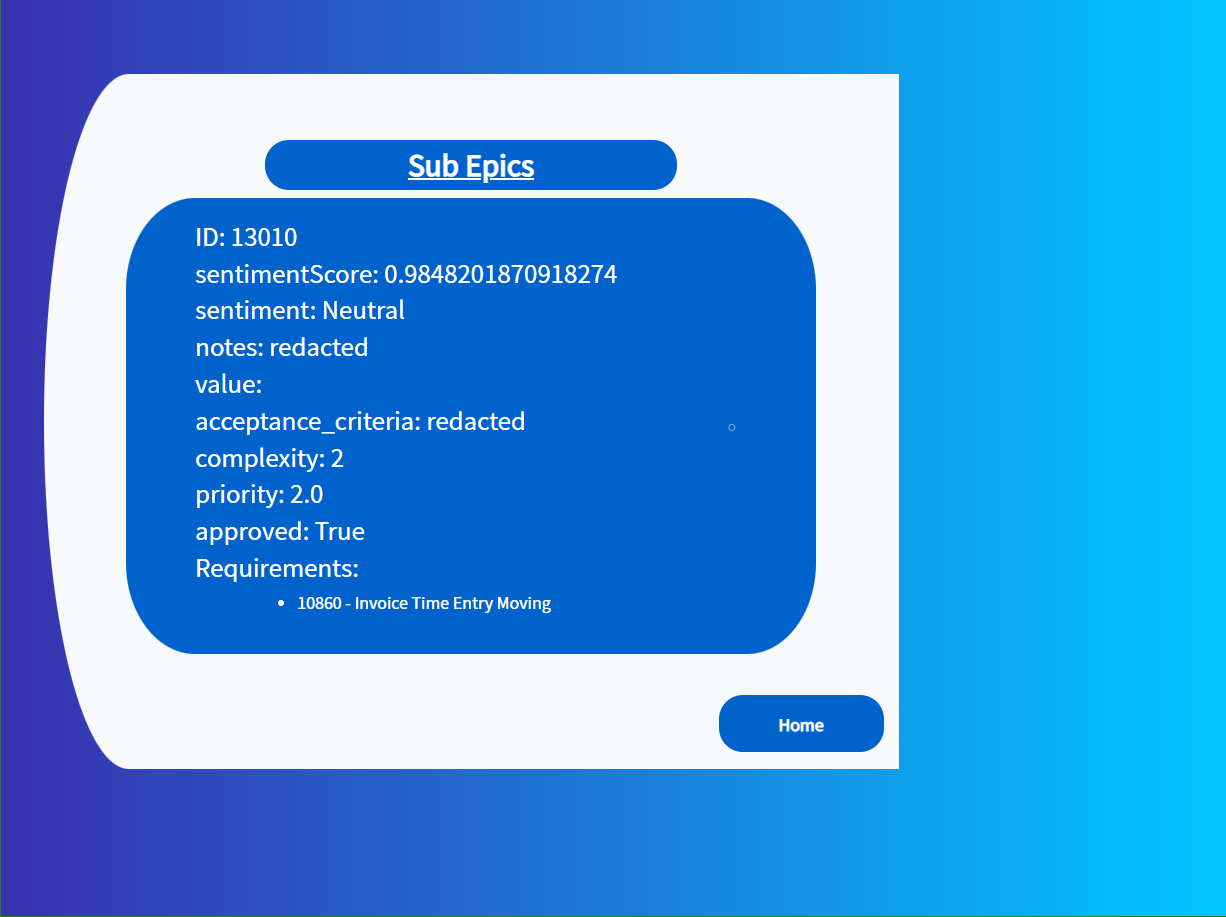 Sub Epics
ID: 13010
sentimentScore: 0.9848201870918274
sentiment: Neutral
notes: redacted
value:
acceptance_criteria: redacted
complexity: 2
priority: 2.0
approved: True
Requirements:
• 10860 - Invoice Time Entry Moving
Home